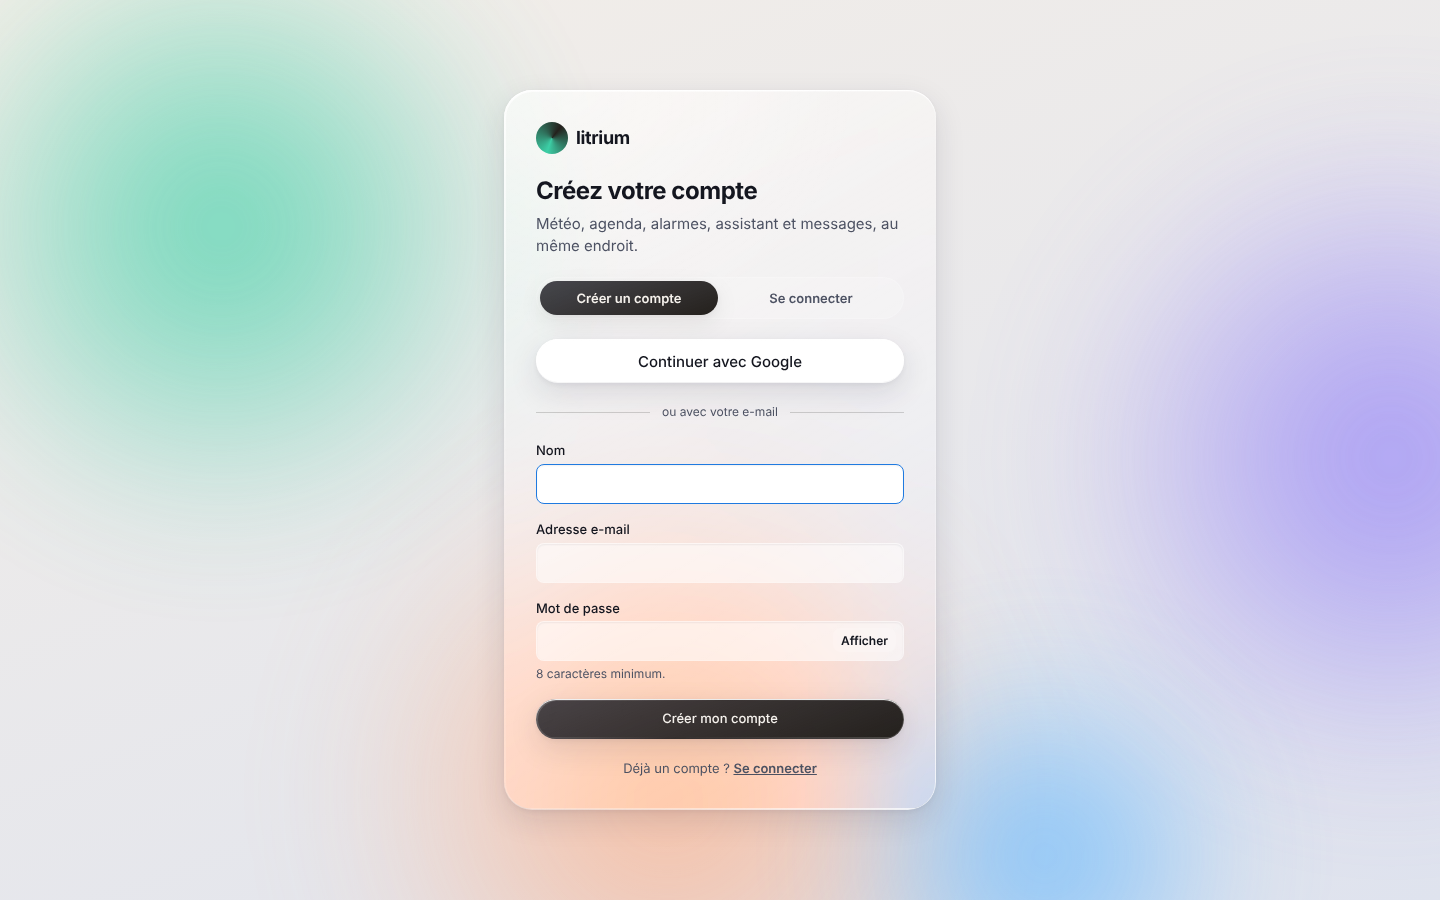 litrium
Créez votre compte
Météo, agenda, alarmes, assistant et messages, au
même endroit.
Créer un compte
Se connecter
Continuer avec Google
ou avec votre e-mail
Nom
Adresse e-mail
Mot de passe
Afficher
8 caractères minimum.
Créer mon compte
Déjà un compte ? Se connecter